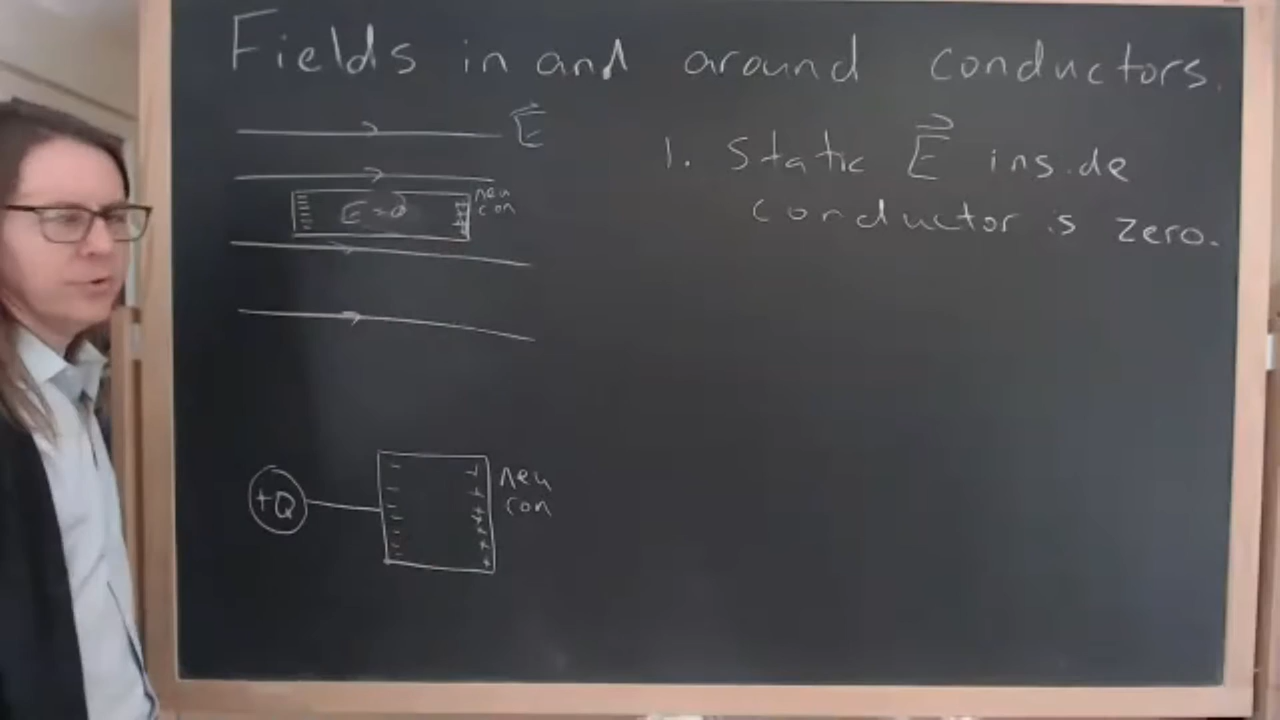 Fields in and around conductors.
E
1. Static E inside
conductor is zero.
neu
con
E=0
+Q
neu
con